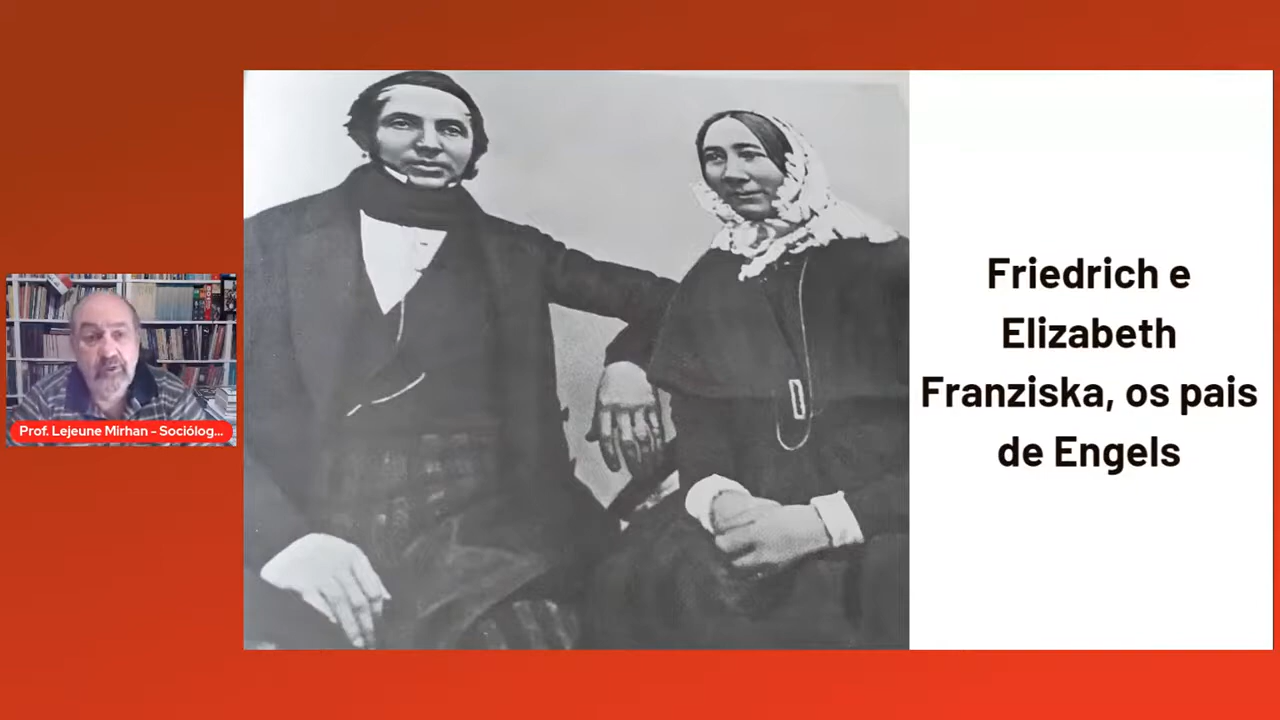 Friedrich e
Elizabeth
Franziska, os pais
de Engels
Prof. Lejeune Mirhan - Sociólog...